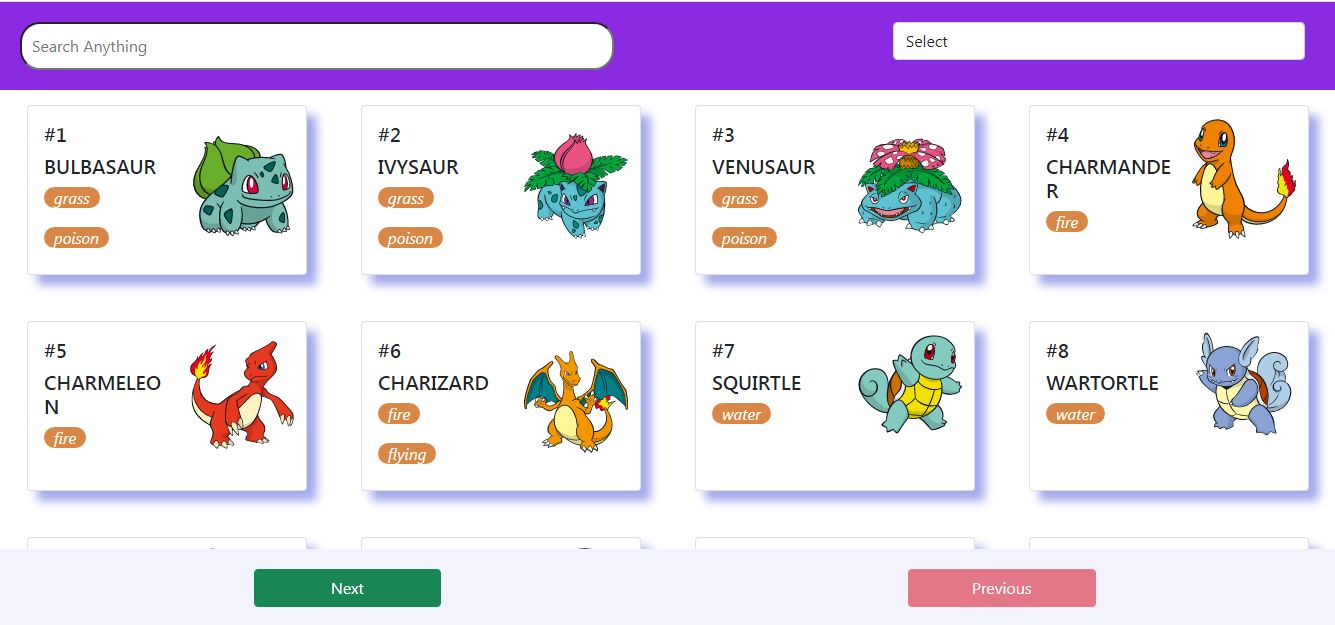 Search Anything
Select
#1
BULBASAUR
grass
poison
#2
IVYSAUR
grass
poison
#3
VENUSAUR
grass
poison
#4
CHARMANDE
R
fire
#5
CHARMELEO
N
fire
#6
CHARIZARD
fire
flying
#7
SQUIRTLE
water
#8
WARTORTLE
water
Next
Previous